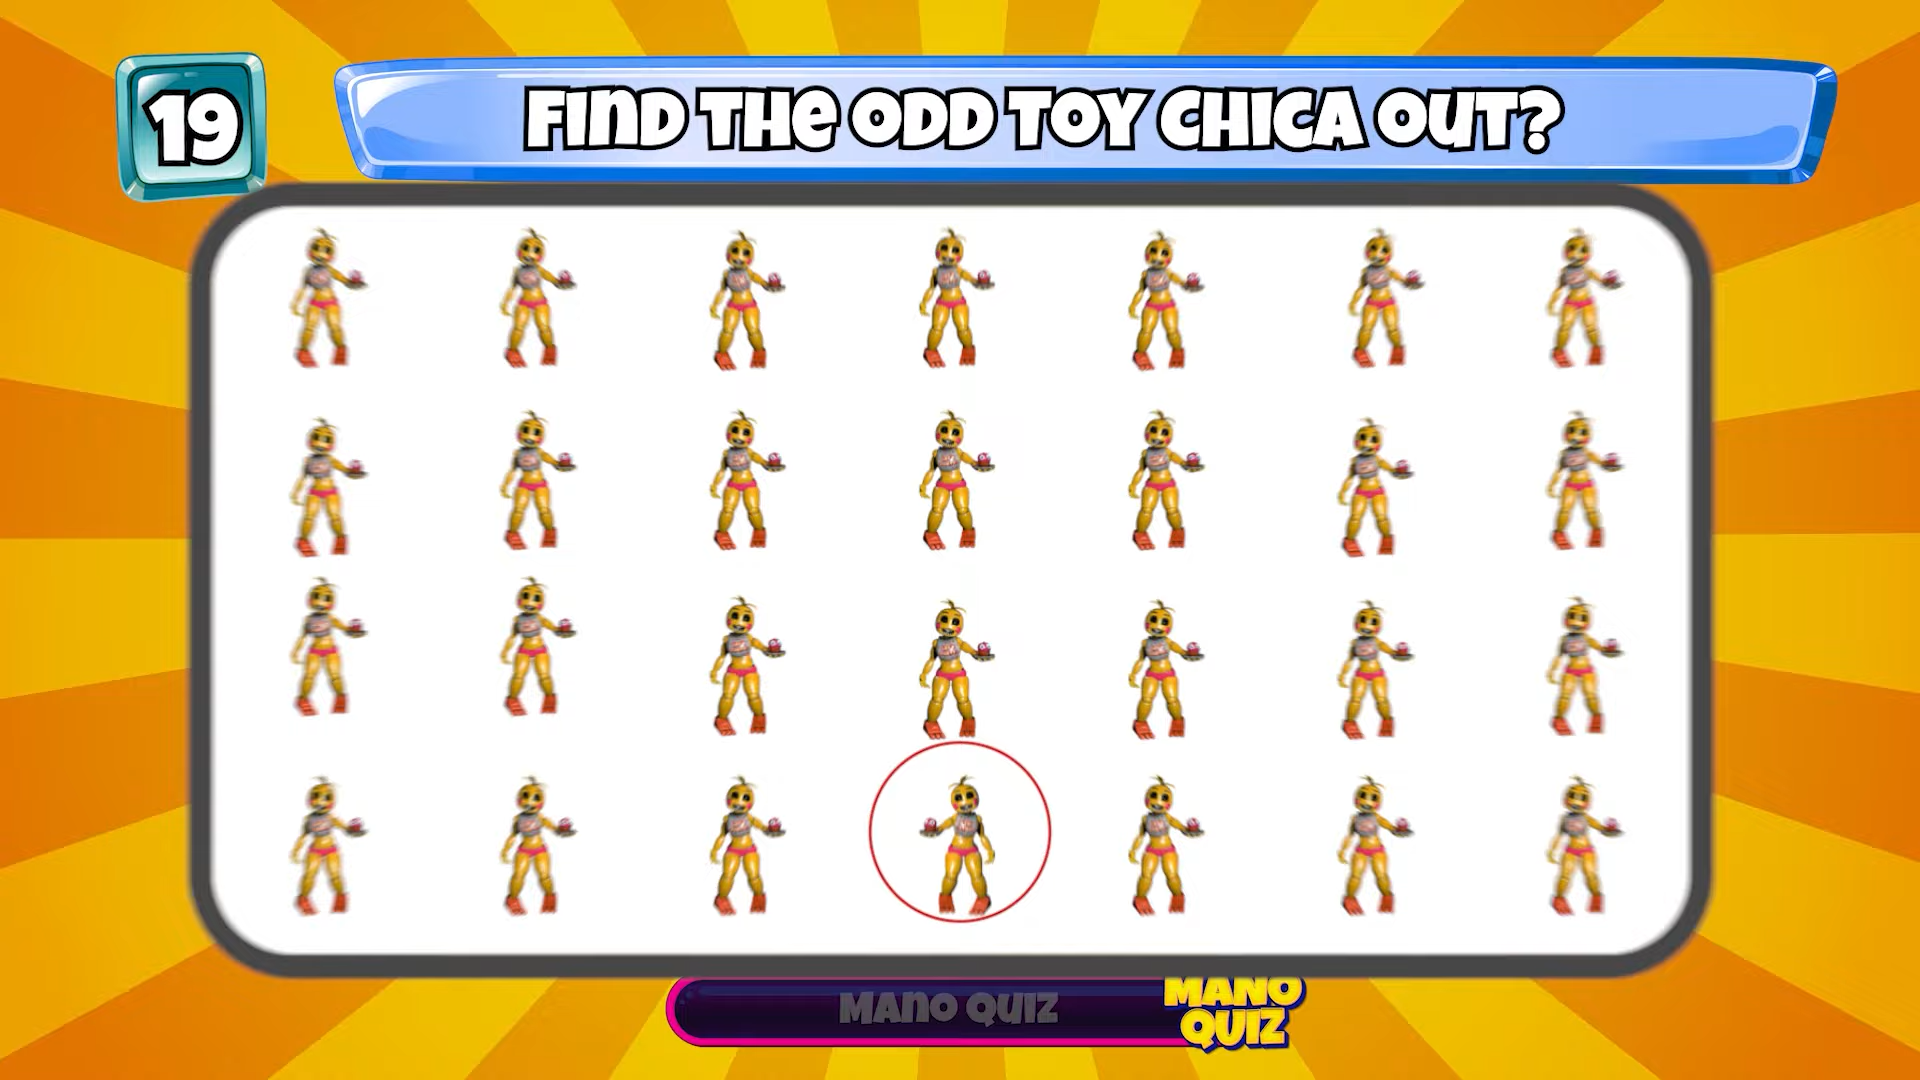 19
FIND THE ODD TOY CHICA OUT?
MANO QUIZ
MANO
QUIZ